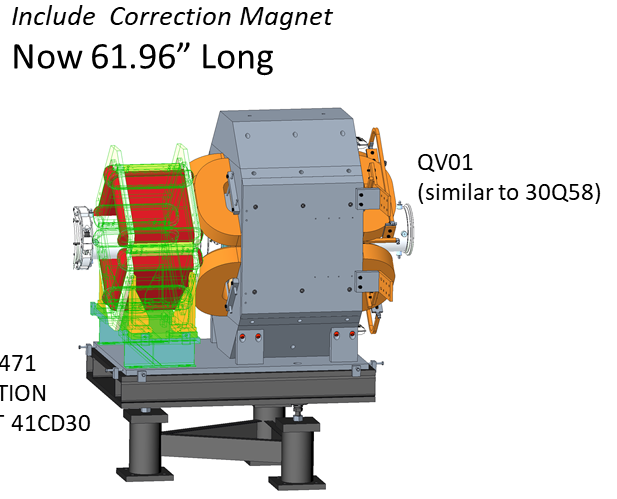 Include Correction Magnet
Now 61.96” Long
QV01
(similar to 30Q58)
471
TION
T 41CD30